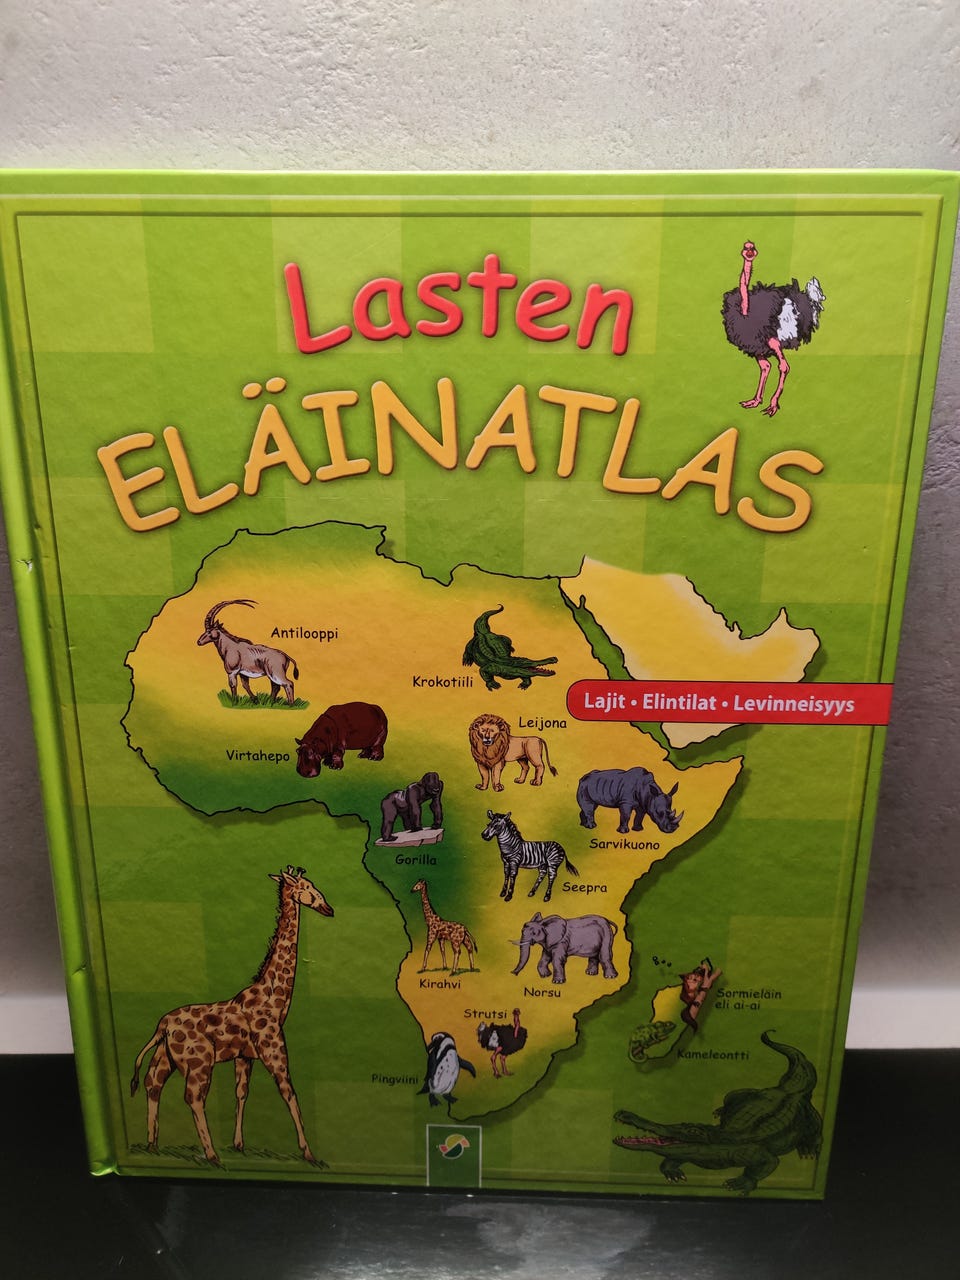 Lasten
ELÄINATLAS
Antilooppi
Krokotiili
Lajit • Elintilat • Levinneisyys
Leijona
Virtahepo
Sarvikuono
Gorilla
Seepra
Kirahvi
Norsu
Sormieläin
eli ai-ai
Strutsi
Kameleontti
Pingviini